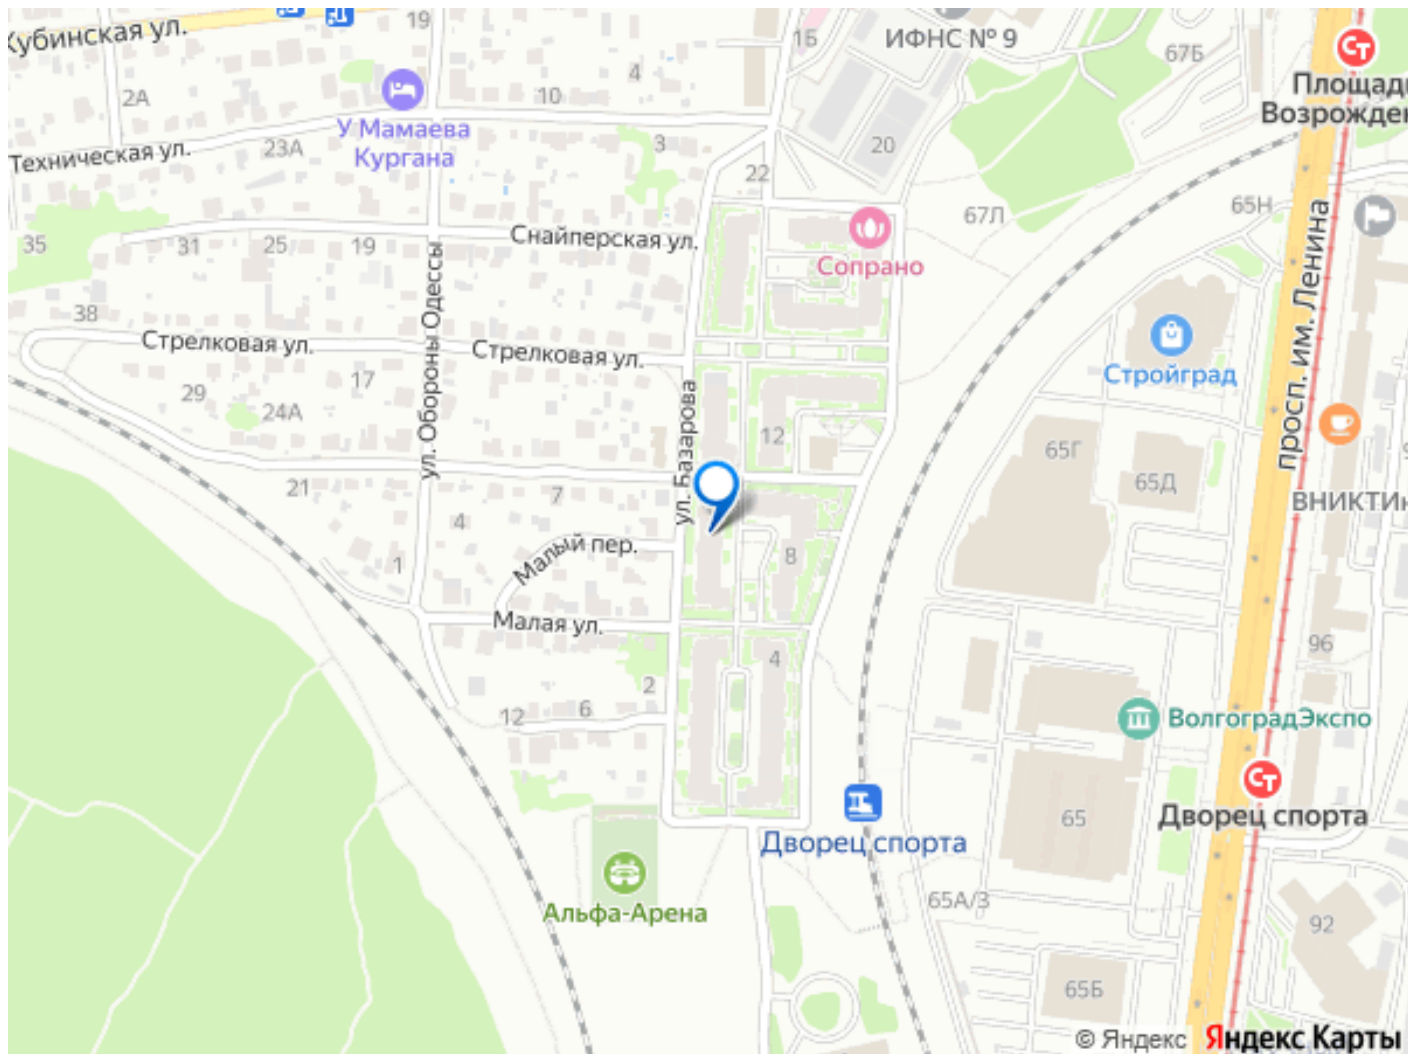 Кубинская ул.
19
1Б
ИФНС № 9
67Б
Площадь
Возрожден
2А
4
10
У Мамаева
Кургана
Техническая ул.
23А
3
20
22
67Л
65Н
35
31
25
19
Снайперская ул.
Сопрано
просп. им. Ленина
38
Стрелковая ул.
Стрелковая ул.
ул. Обороны Одессы
Стройград
29
17
24А
ул. Базарова
12
65Г
65Д
21
7
ВНИКТИн
4
1
Малый пер.
8
Малая ул.
96
4
2
12
6
ВолгоградЭкспо
65
Дворец спорта
Дворец спорта
65А/3
Альфа-Арена
92
65Б
© Яндекс Яндекс Карты